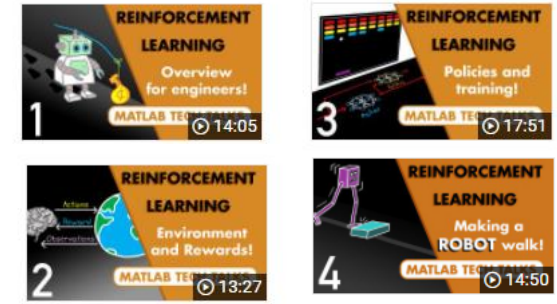 REINFORCEMENT
LEARNING
Overview
for engineers!
MATLAB TECH TALKS
14:05
1
REINFORCEMENT
LEARNING
Environment
and Rewards!
Actions
Reward
Observations
MATLAB TECH TALKS
13:27
2
REINFORCEMENT
LEARNING
Policies and
training!
MATLAB TECH TALKS
17:51
3
REINFORCEMENT
LEARNING
Making a
ROBOT walk!
MATLAB TECH TALKS
14:50
4